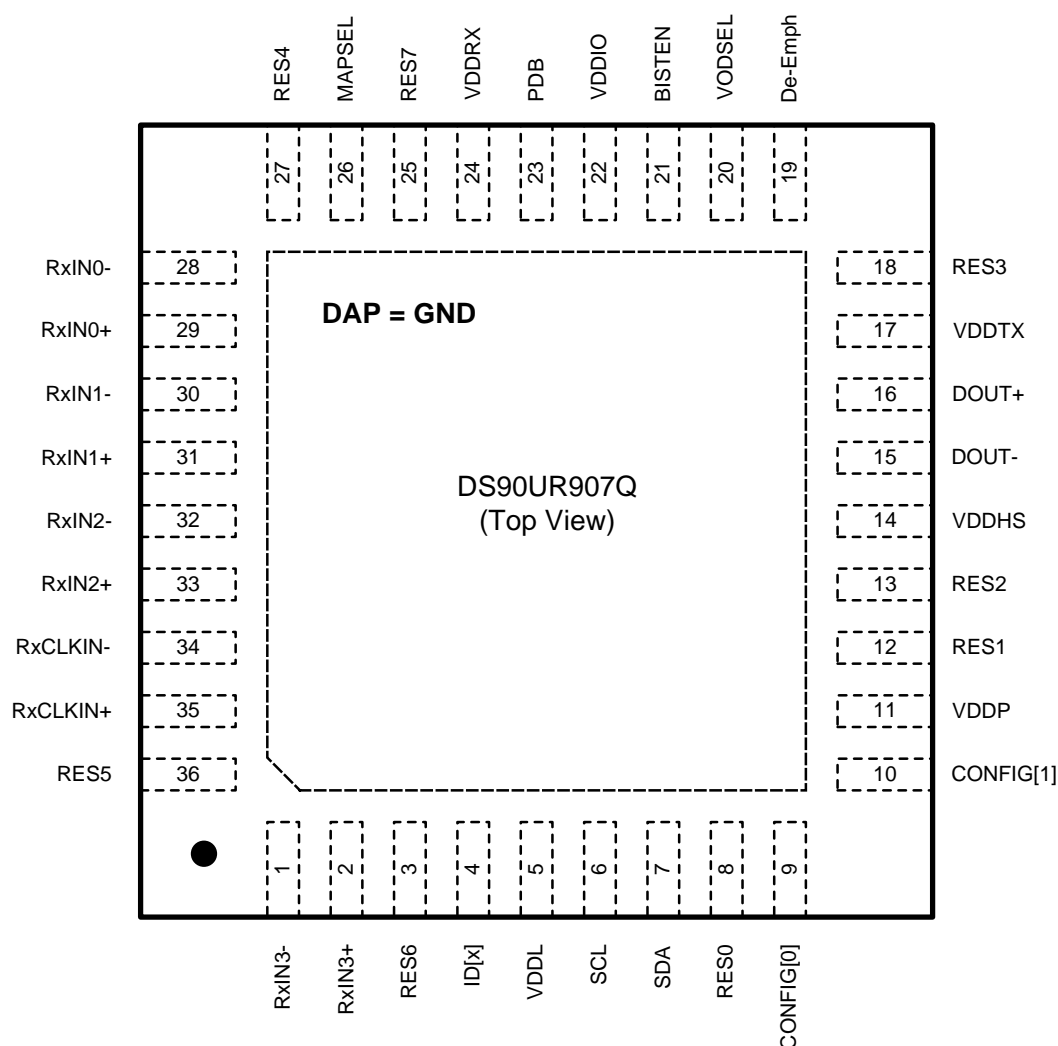 RES4
MAPSEL
RES7
VDDRX
PDB
VDDIO
BISTEN
VODSEL
De-Emph
27
26
25
24
23
22
21
20
19
RxIN0-
28
RxIN0+
29
RxIN1-
30
RxIN1+
31
RxIN2-
32
RxIN2+
33
RxCLKIN-
34
RxCLKIN+
35
RES5
36
DAP = GND
DS90UR907Q
(Top View)
18
RES3
17
VDDTX
16
DOUT+
15
DOUT-
14
VDDHS
13
RES2
12
RES1
11
VDDP
10
CONFIG[1]
1
2
3
4
5
6
7
8
9
RxIN3-
RxIN3+
RES6
ID[x]
VDDL
SCL
SDA
RES0
CONFIG[0]